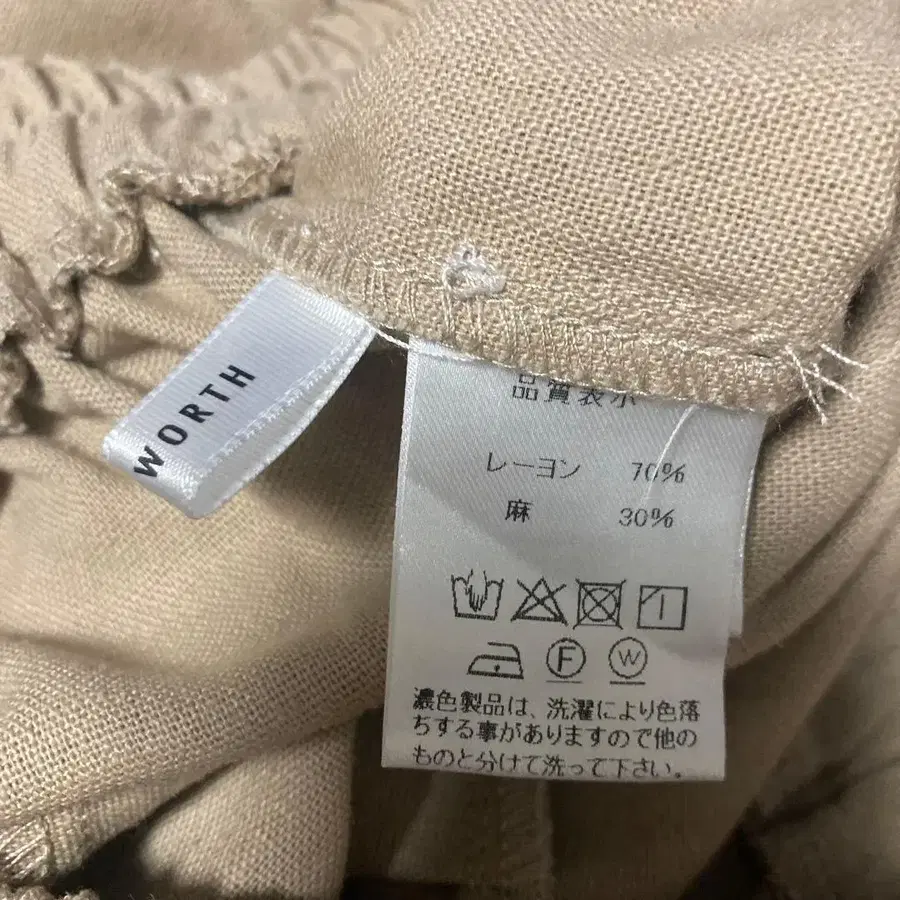 WORTH
品質表示
レーヨン 70%
麻 30%
F W
濃色製品は、洗濯により色落
ちする事がありますので他の
ものと分けて洗って下さい。